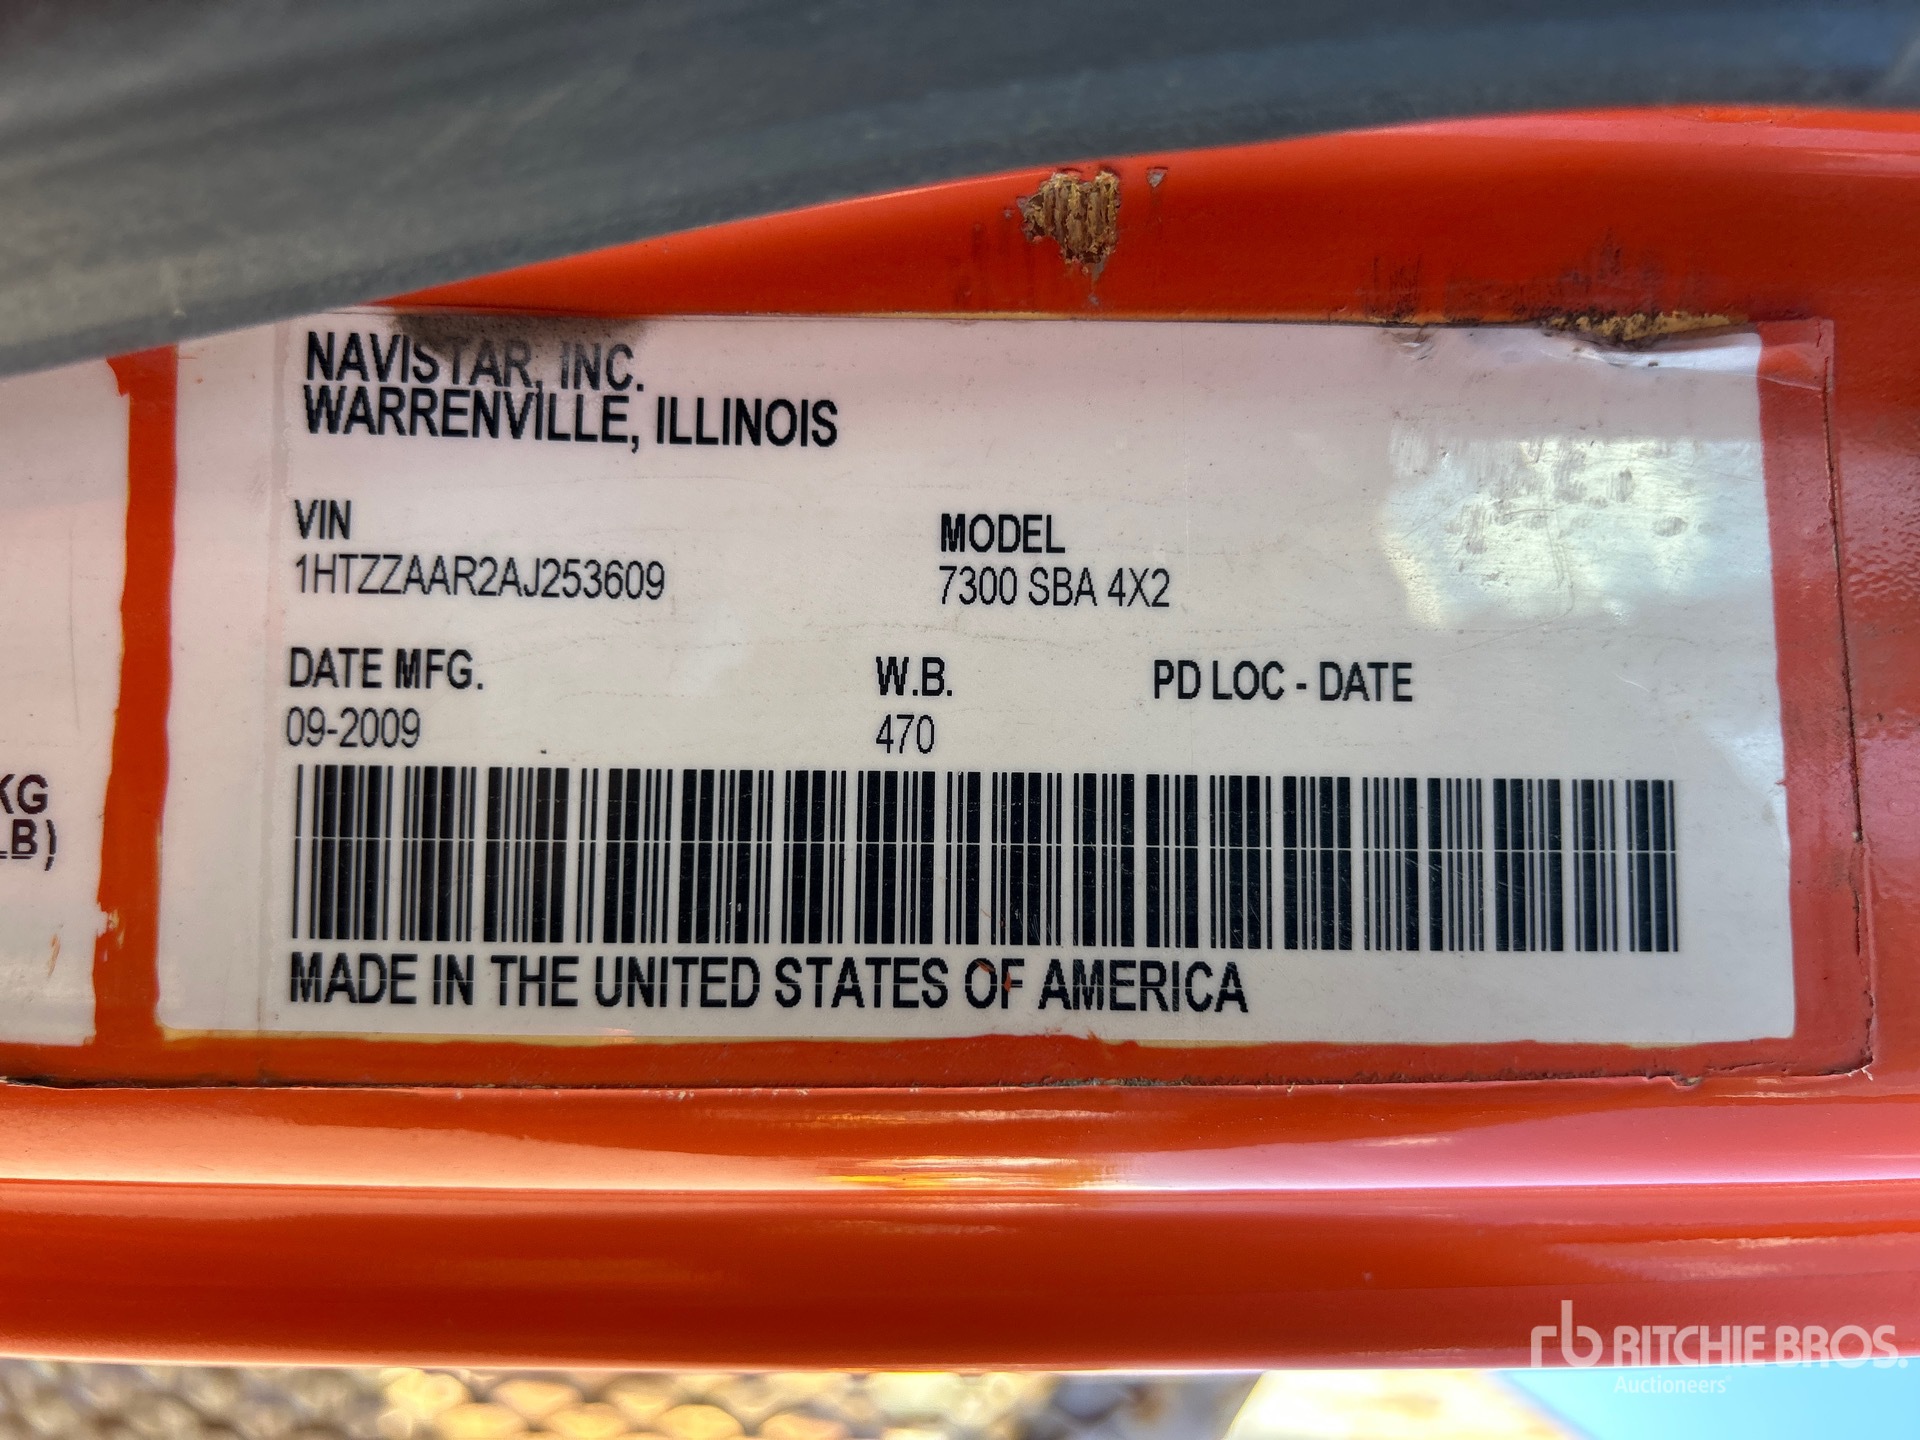 NAVISTAR, INC.
WARRENVILLE, ILLINOIS
VIN
1HTZZAAR2AJ253609
MODEL
7300 SBA 4X2
DATE MFG.
09-2009
W.B.
470
PD LOC - DATE
KG
LB)
MADE IN THE UNITED STATES OF AMERICA
rb RITCHIE BROS.
Auctioneers